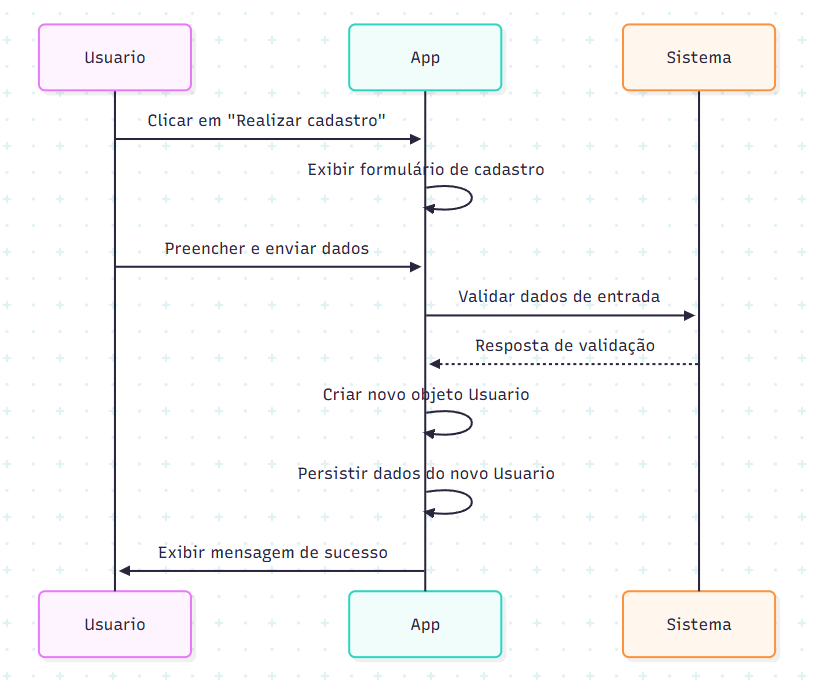 Usuario
App
Sistema
Clicar em "Realizar cadastro"
Exibir formulário de cadastro
Preencher e enviar dados
Validar dados de entrada
Resposta de validação
Criar novo objeto Usuario
Persistir dados do novo Usuario
Exibir mensagem de sucesso
Usuario
App
Sistema